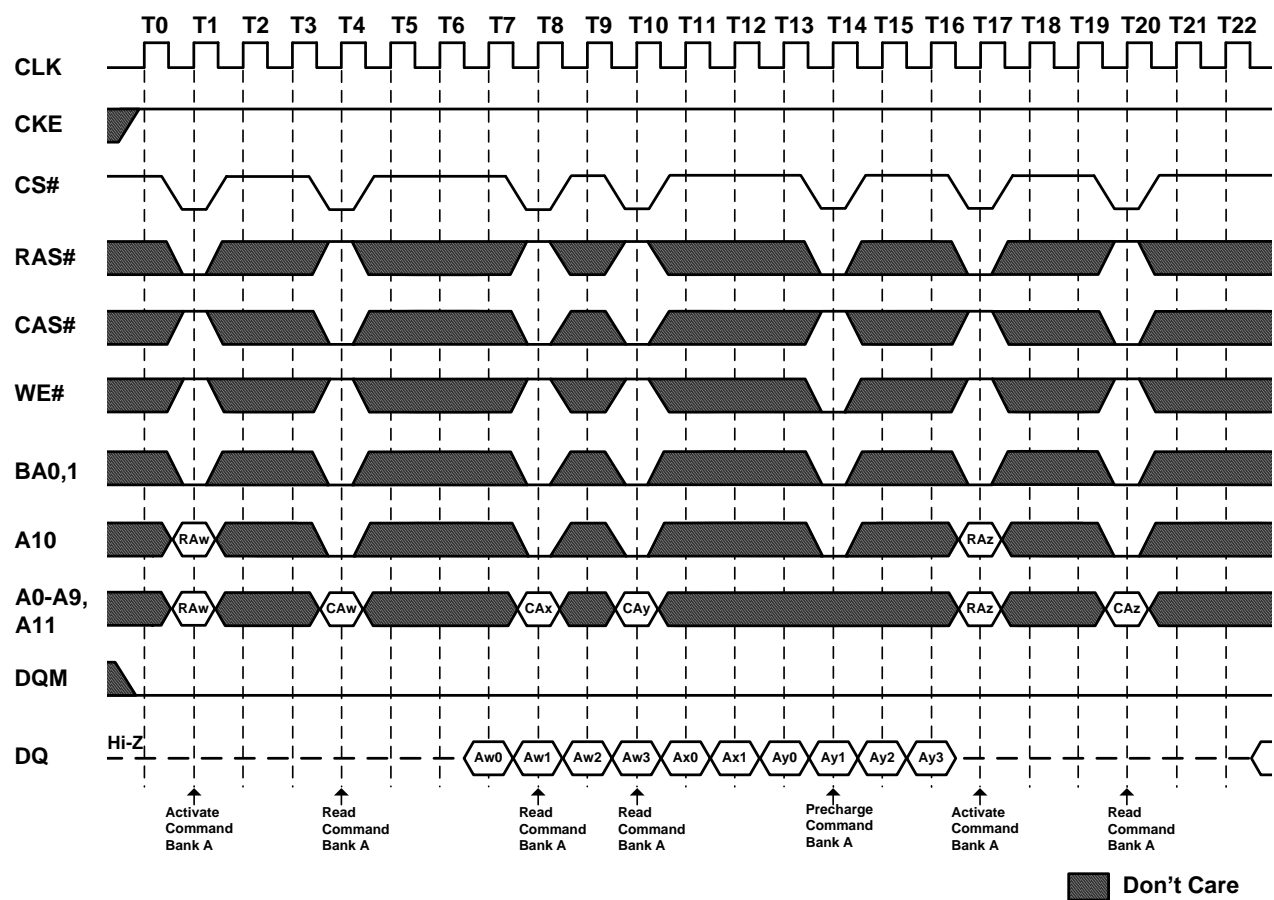 T0 T1 T2 T3 T4 T5 T6 T7 T8 T9 T10 T11 T12 T13 T14 T15 T16 T17 T18 T19 T20 T21 T22
CLK
CKE
CS#
RAS#
CAS#
WE#
BA0,1
A10
RAw RAz
A0-A9,
A11
RAw CAw CAx CAy RAz CAz
DQM
DQ
Hi-Z
Aw0 Aw1 Aw2 Aw3 Ax0 Ax1 Ay0 Ay1 Ay2 Ay3
Activate
Command
Bank A
Read
Command
Bank A
Read
Command
Bank A
Read
Command
Bank A
Precharge
Command
Bank A
Activate
Command
Bank A
Read
Command
Bank A
Don't Care